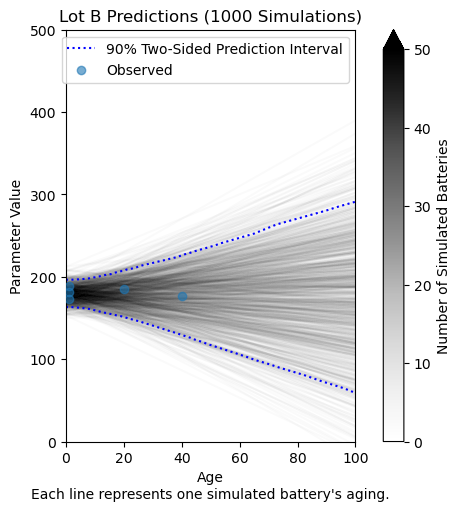 Lot B Predictions (1000 Simulations)
90% Two-Sided Prediction Interval
Observed
Parameter Value
500
400
300
200
100
0
0 20 40 60 80 100
Age
Each line represents one simulated battery's aging.
50
40
30
20
10
0
Number of Simulated Batteries